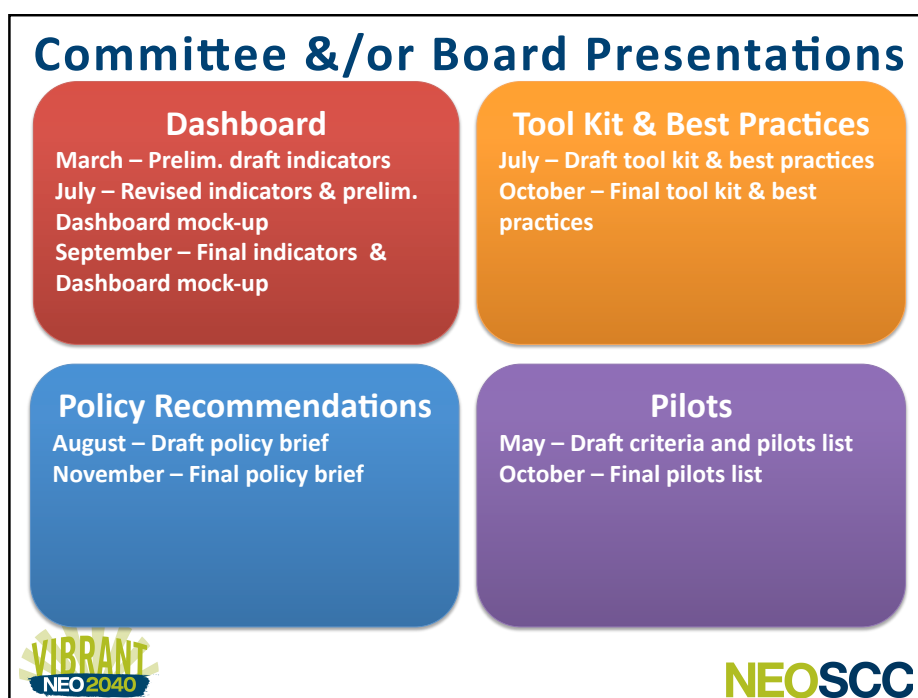 Committee &/or Board Presentations
Dashboard
March – Prelim. draft indicators
July – Revised indicators & prelim.
Dashboard mock-up
September – Final indicators &
Dashboard mock-up
Tool Kit & Best Practices
July – Draft tool kit & best practices
October – Final tool kit & best
practices
Policy Recommendations
August – Draft policy brief
November – Final policy brief
Pilots
May – Draft criteria and pilots list
October – Final pilots list
VIBRANT
NEO 2040
NEOSCC